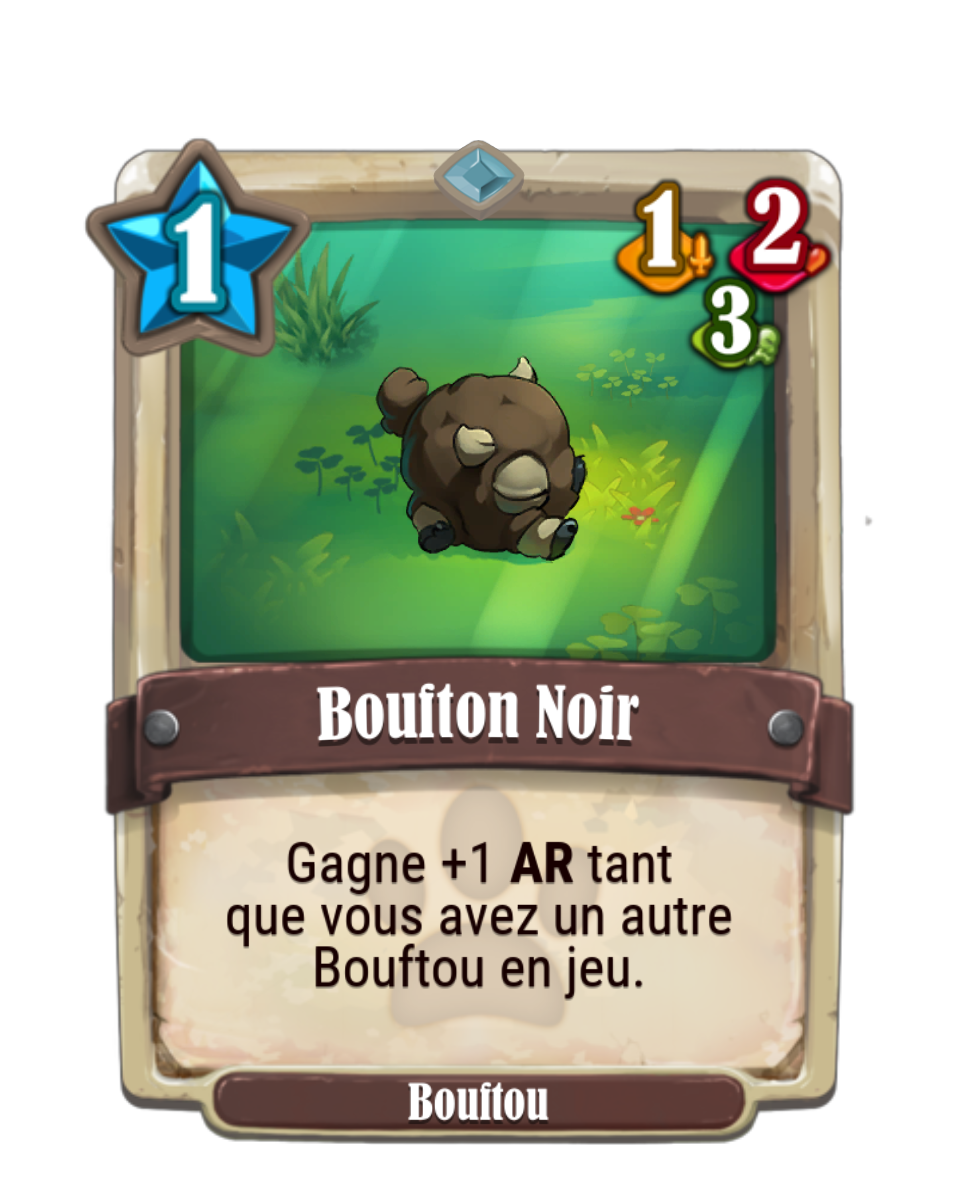 1
1
2
3
Boufton Noir
Gagne +1 AR tant
que vous avez un autre
Bouftou en jeu.
Bouftou